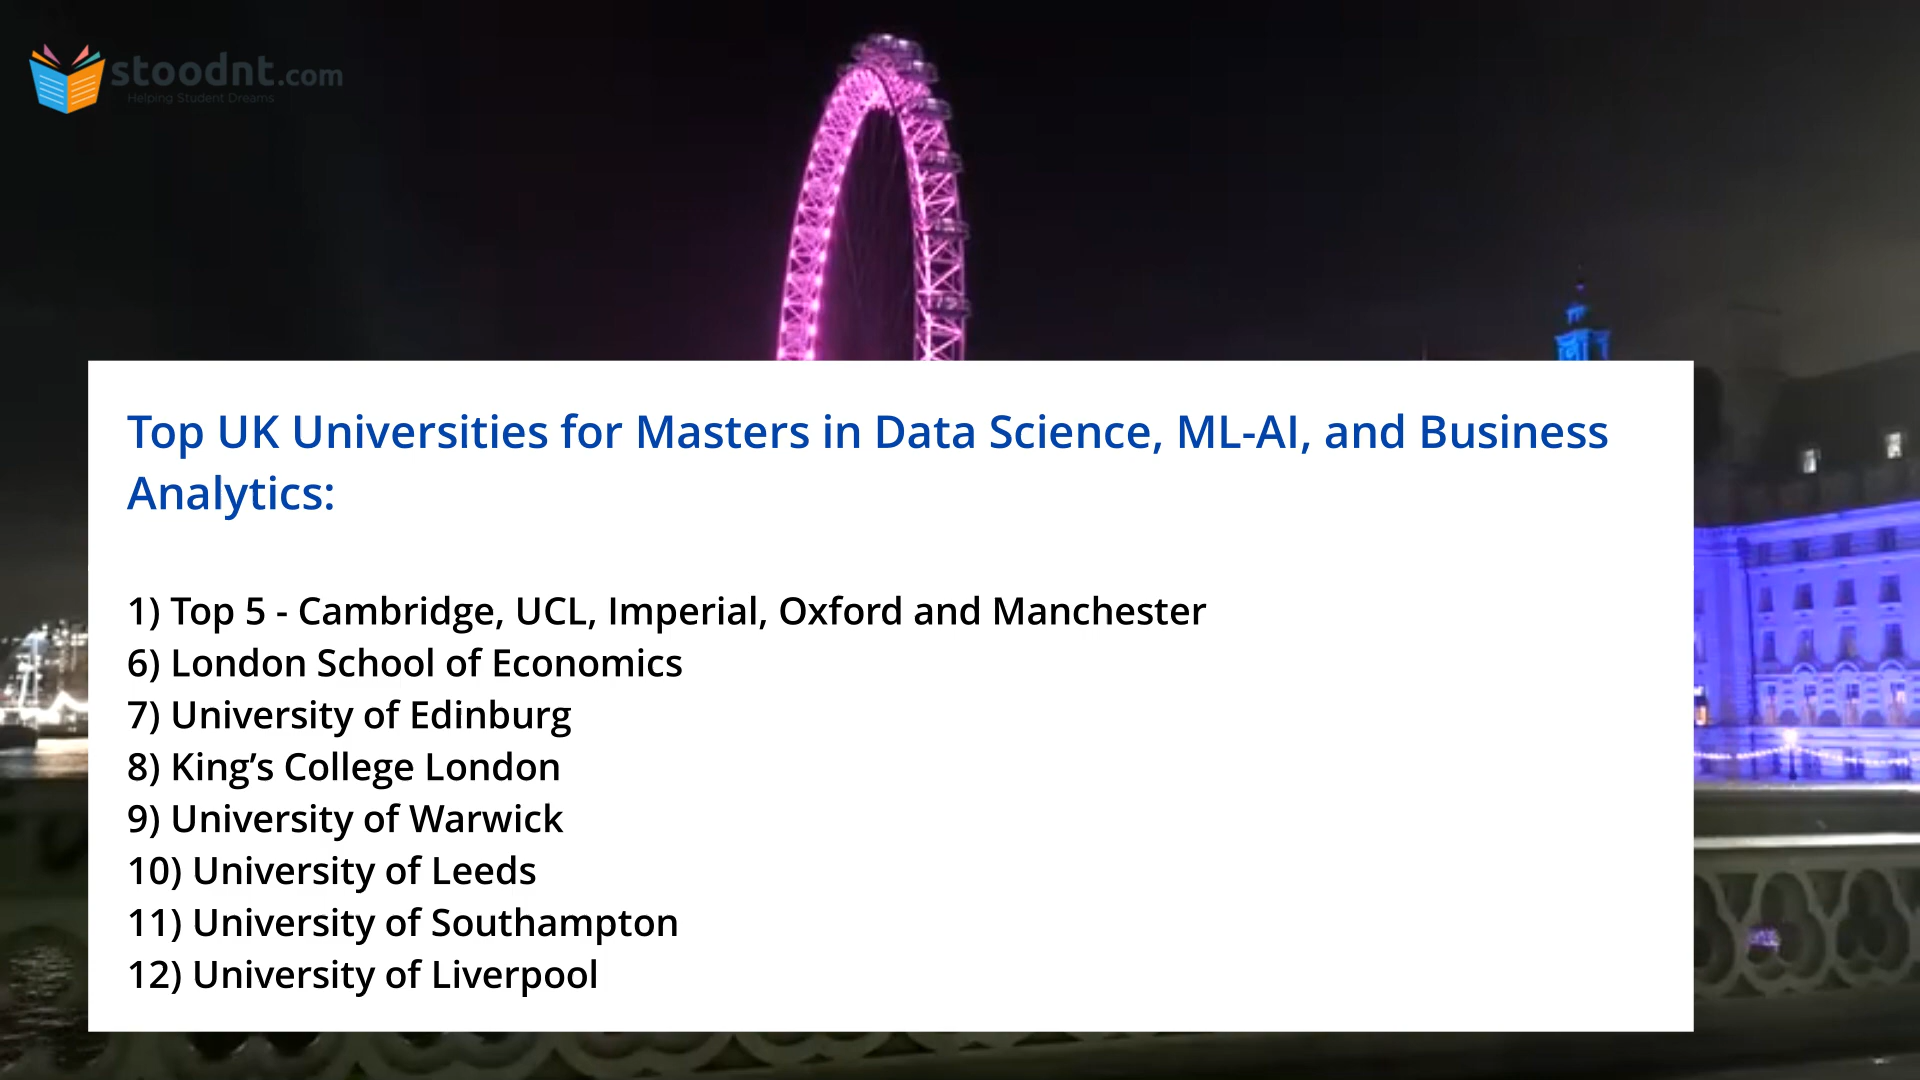 stoodnt.com
Helping Student Dreams
Top UK Universities for Masters in Data Science, ML-AI, and Business
Analytics:
1) Top 5 - Cambridge, UCL, Imperial, Oxford and Manchester
6) London School of Economics
7) University of Edinburg
8) King’s College London
9) University of Warwick
10) University of Leeds
11) University of Southampton
12) University of Liverpool